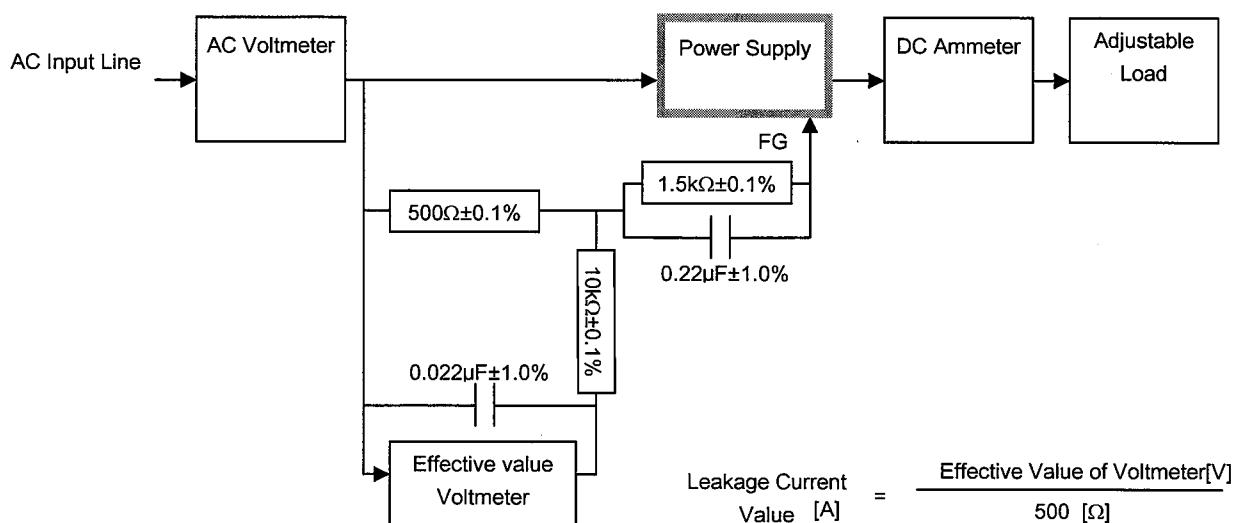 AC Input Line
AC Voltmeter
Power Supply
DC Ammeter
Adjustable
Load
FG
1.5kΩ±0.1%
500Ω±0.1%
0.22µF±1.0%
10kΩ±0.1%
0.022µF±1.0%
Effective value
Voltmeter
Leakage Current
Value [A]
=
Effective Value of Voltmeter[V]
500 [Ω]